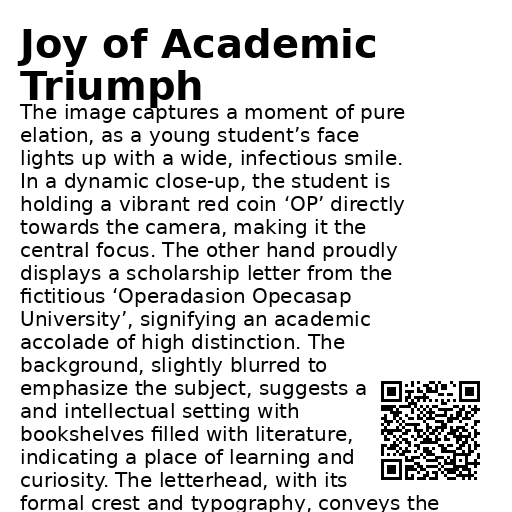 Joy of Academic
Triumph
The image captures a moment of pure
elation, as a young student’s face
lights up with a wide, infectious smile.
In a dynamic close-up, the student is
holding a vibrant red coin ‘OP’ directly
towards the camera, making it the
central focus. The other hand proudly
displays a scholarship letter from the
fictitious ‘Operadasion Opecasap
University’, signifying an academic
accolade of high distinction. The
background, slightly blurred to
emphasize the subject, suggests a
and intellectual setting with
bookshelves filled with literature,
indicating a place of learning and
curiosity. The letterhead, with its
formal crest and typography, conveys the